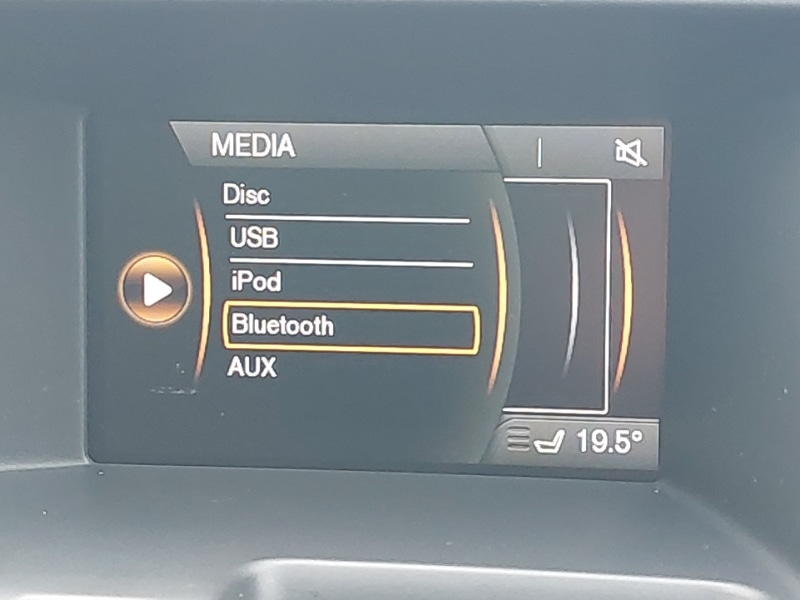 MEDIA
Disc
USB
iPod
Bluetooth
AUX
19.5°